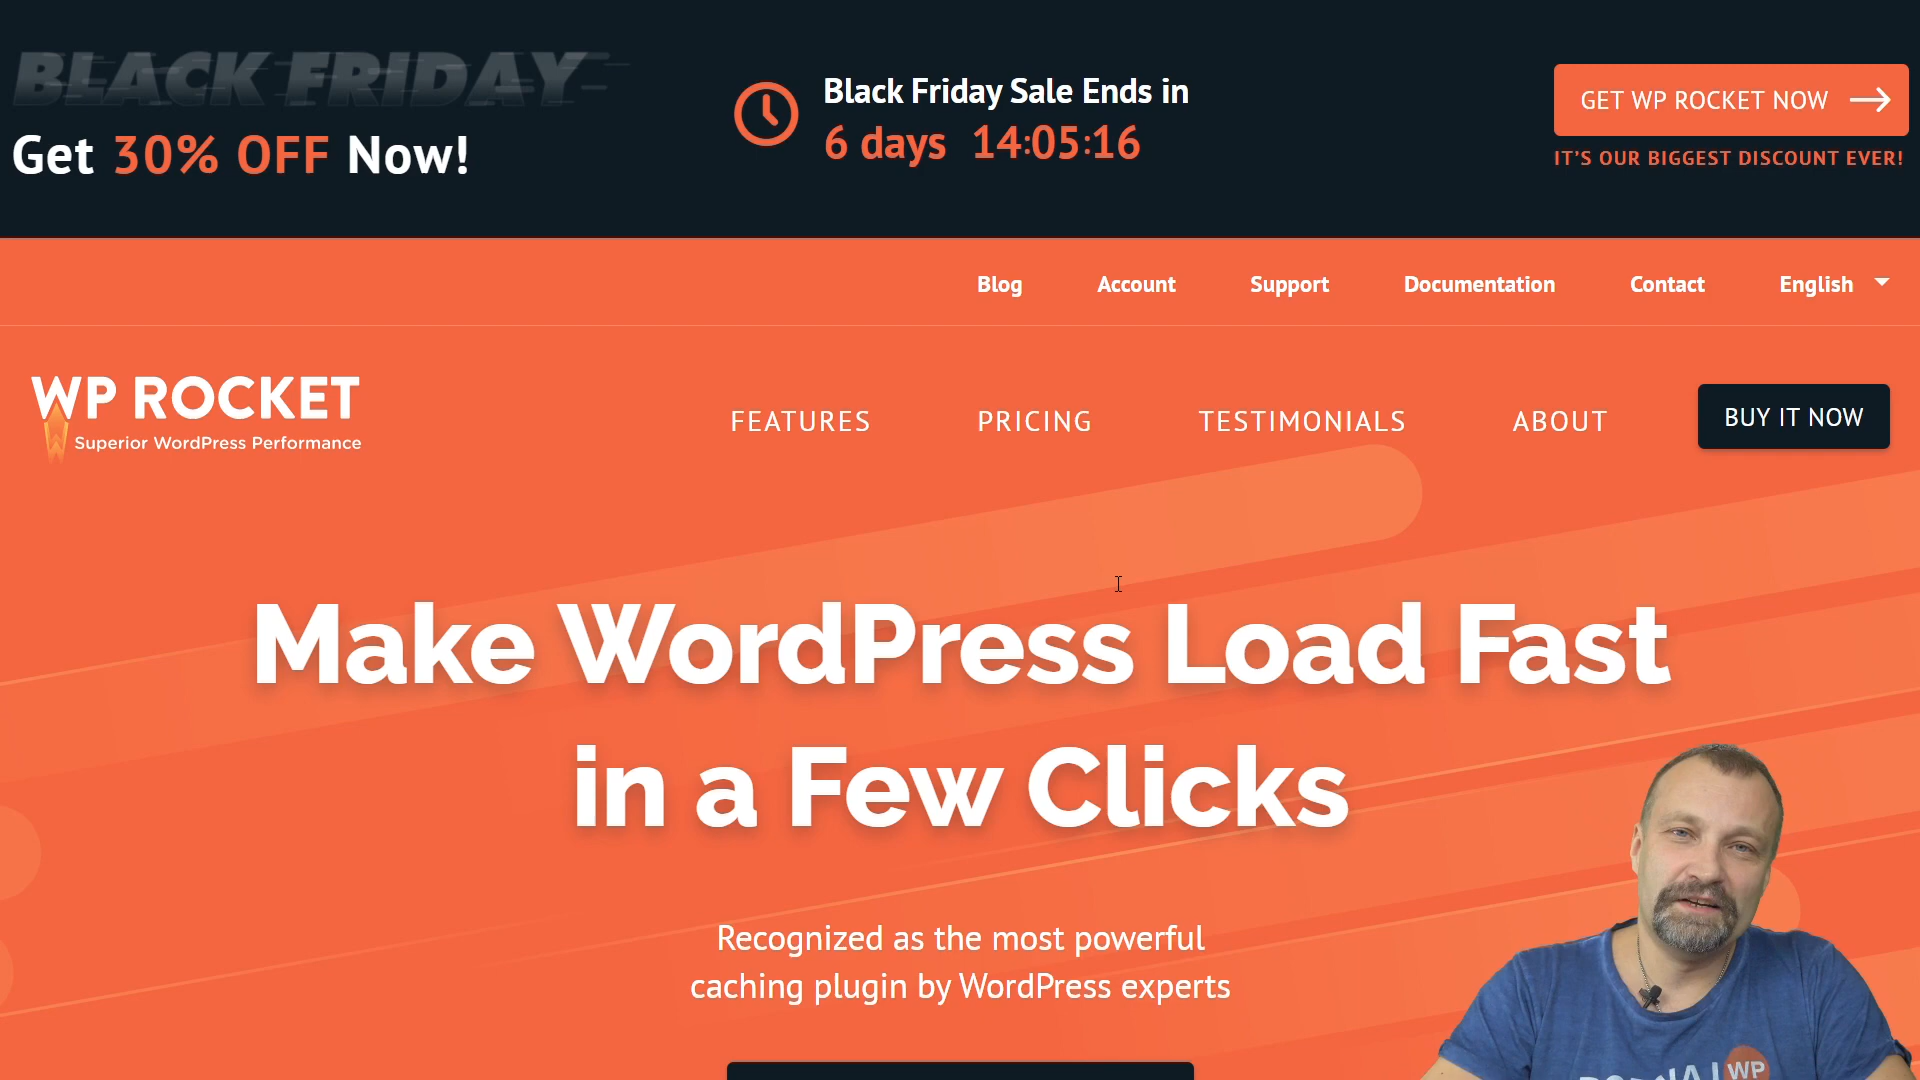 BLACK FRIDAY
Get 30% OFF Now!
Black Friday Sale Ends in
6 days 14:05:16
GET WP ROCKET NOW
IT'S OUR BIGGEST DISCOUNT EVER!
Blog Account Support Documentation Contact English
WP ROCKET
Superior WordPress Performance
FEATURES PRICING TESTIMONIALS ABOUT BUY IT NOW
Make WordPress Load Fast
in a Few Clicks
Recognized as the most powerful
caching plugin by WordPress experts
WP